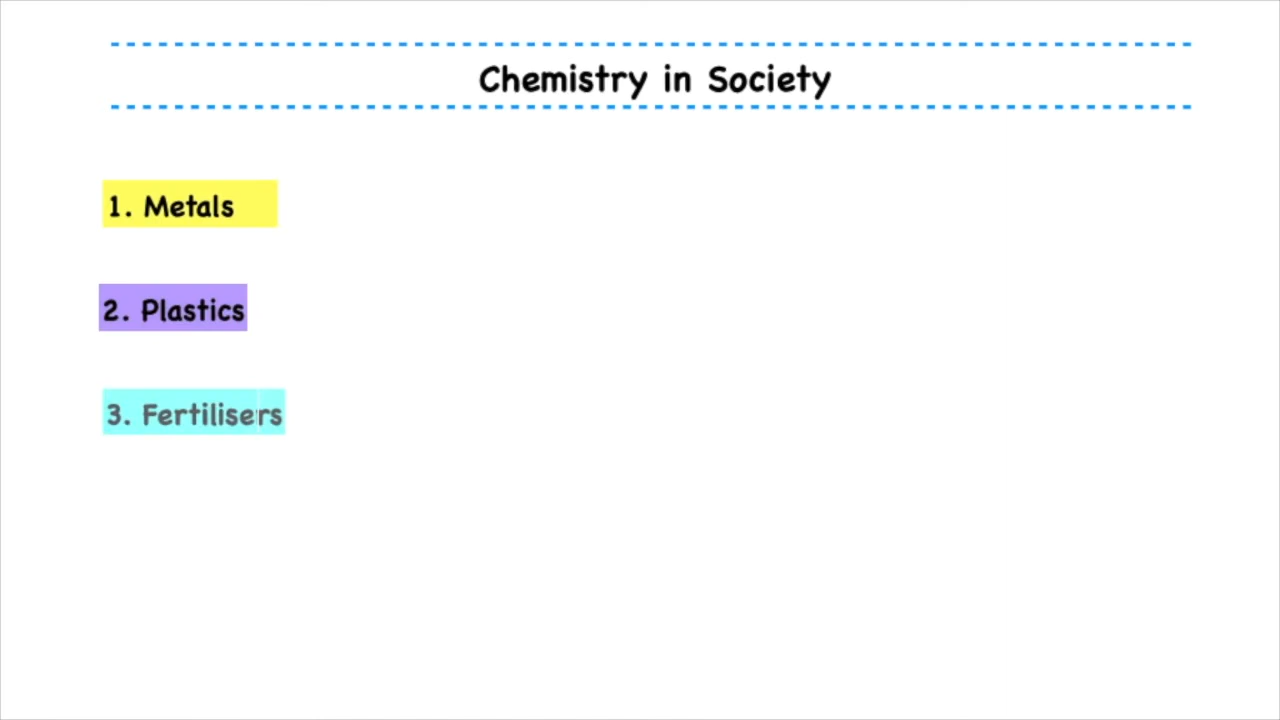 Chemistry in Society
1. Metals
2. Plastics
3. Fertilisers